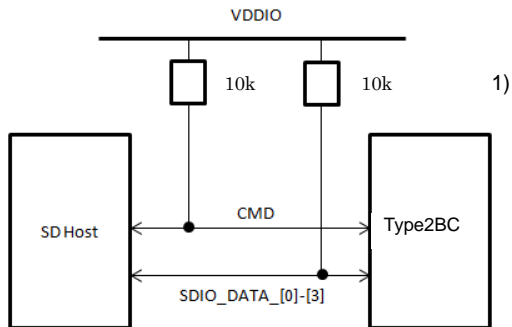 VDDIO
10k
10k
1)
SD Host
CMD
Type2BC
SDIO_DATA_[0]-[3]